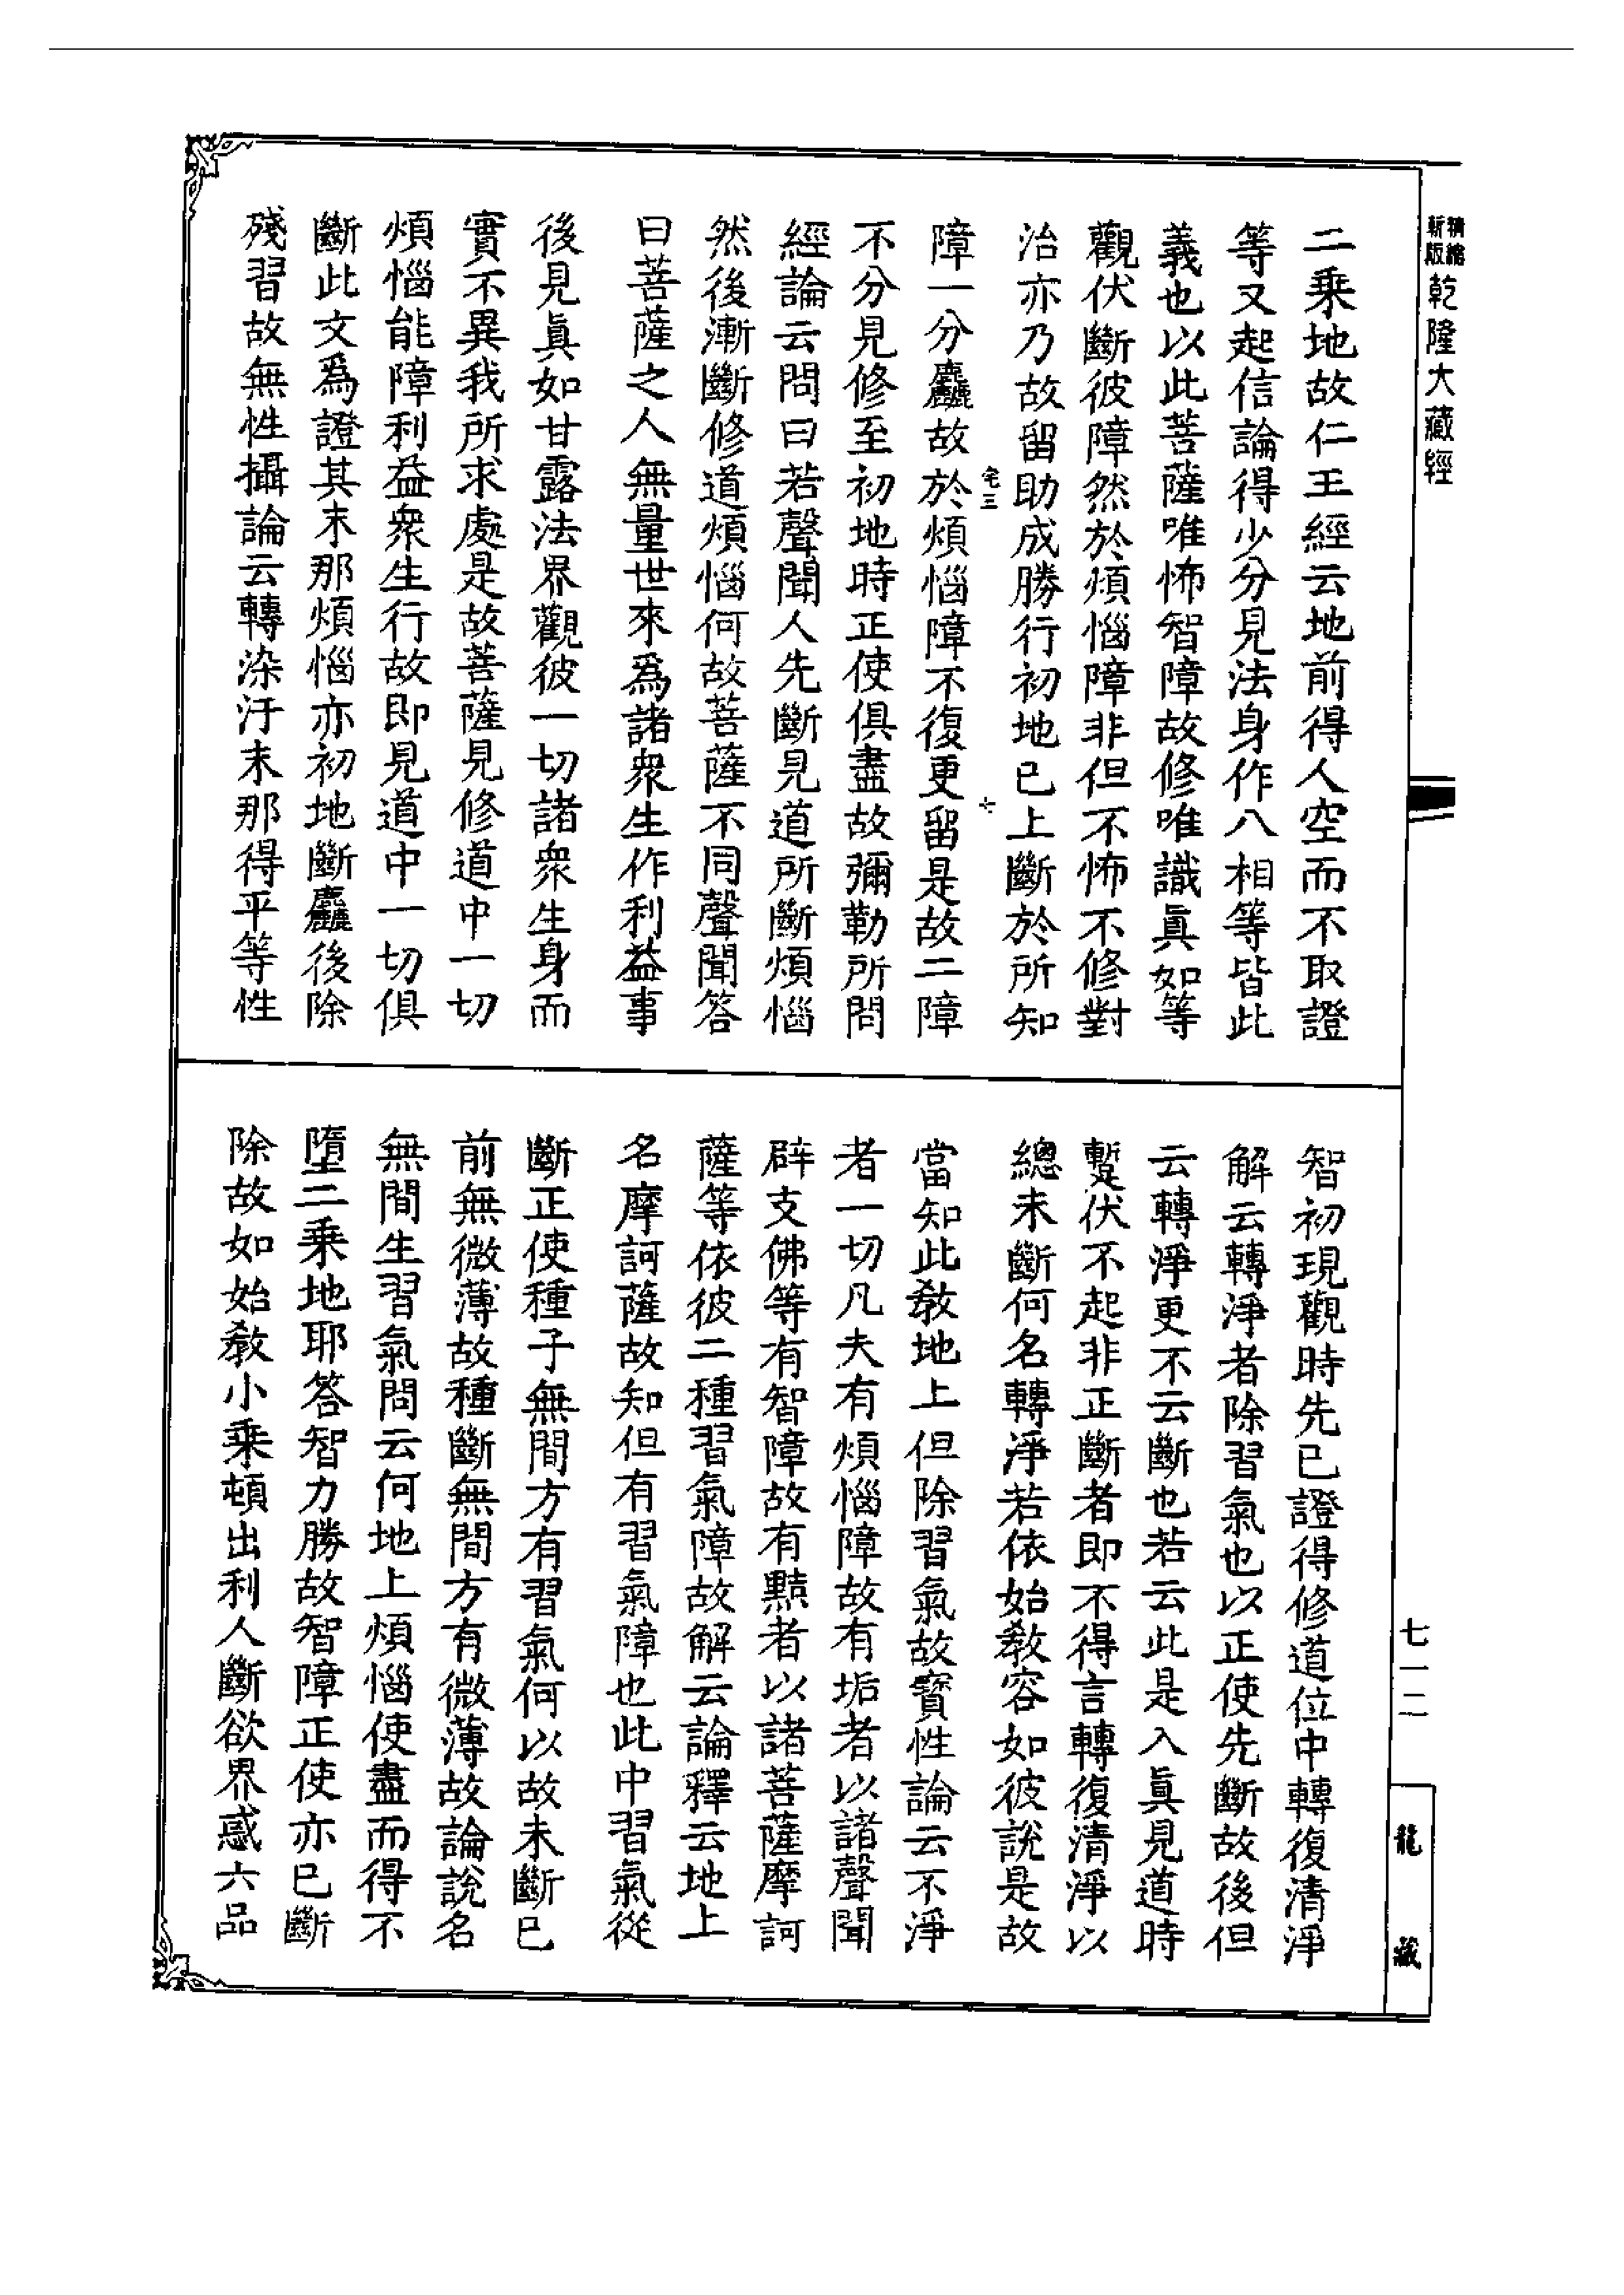 精縮
新版
乾隆大藏經
二乘地故仁王經云地前得人空而不取證
等又起信論得少分見法身作八相等皆此
義也以此菩薩唯怖智障故修唯識眞如等
觀伏斷彼障然於煩惱障非但不怖不修對
治亦乃故留助成勝行初地已上斷於所知
宅三
障一分麤故於煩惱障不復更留是故二障
不分見修至初地時正使俱盡故彌勒所問
經論云問曰若聲聞人先斷見道所斷煩惱
然後漸斷修道煩惱何故菩薩不同聲聞答
曰菩薩之人無量世來爲諸衆生作利益事
後見眞如甘露法界觀彼一切諸衆生身而
實不異我所求處是故菩薩見修道中一切
煩惱能障利益衆生行故即見道中一切俱
斷此文爲證其末那煩惱亦初地斷麤後除
殘習故無性攝論云轉染汙末那得平等性
智初現觀時先已證得修道位中轉復清淨
解云轉淨者除習氣也以正使先斷故後但
云轉淨更不云斷也若云此是入眞見道時
蹔伏不起非正斷者即不得言轉復清淨以
總未斷何名轉淨若依始教容如彼說是故
當知此教地上但除習氣故寶性論云不淨
者一切凡夫有煩惱障故有垢者以諸聲聞
辟支佛等有智障故有㸃者以諸菩薩摩訶
薩等依彼二種習氣障故解云論釋云地上
名摩訶薩故知但有習氣障也此中習氣從
斷正使種子無間方有習氣何以故未斷已
前無微薄故種斷無間方有微薄故論說名
無間生習氣問云何地上煩惱使盡而得不
墮二乘地耶答智力勝故智障正使亦已斷
除故如始教小乘頓出利人斷欲界惑六品
七一二
龍藏